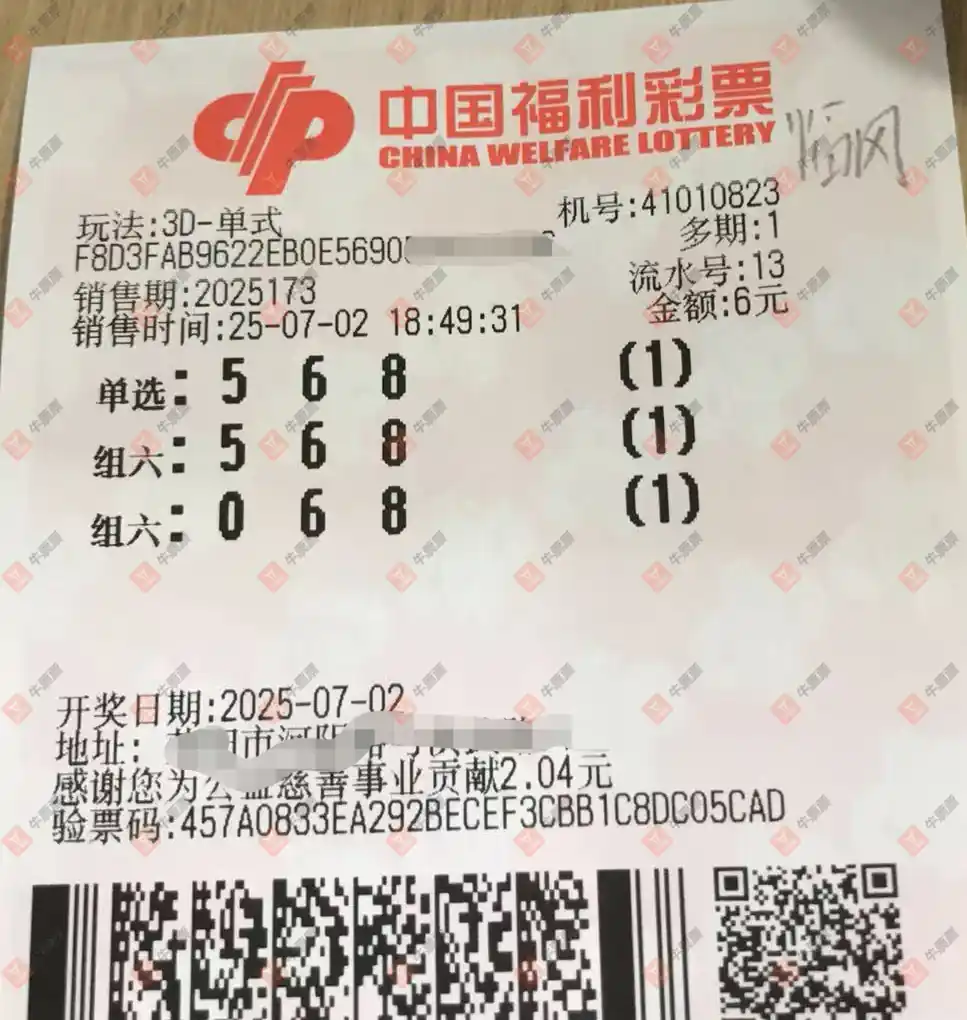 中国福利彩票
CHINA WELFARE LOTTERY
玩法:3D-单式
机号:41010823
F8D3FAB9622EB0E5690
多期:1
销售期:2025173
流水号:13
销售时间:25-07-02 18:49:31
金额:6元
单选: 5 6 8 (1)
组六: 5 6 8 (1)
组六: 0 6 8 (1)
开奖日期:2025-07-02
地址: 市河阳
感谢您为公益慈善事业贡献2.04元
验票码:457A0833EA292BECEF3CBB1C8DC05CAD